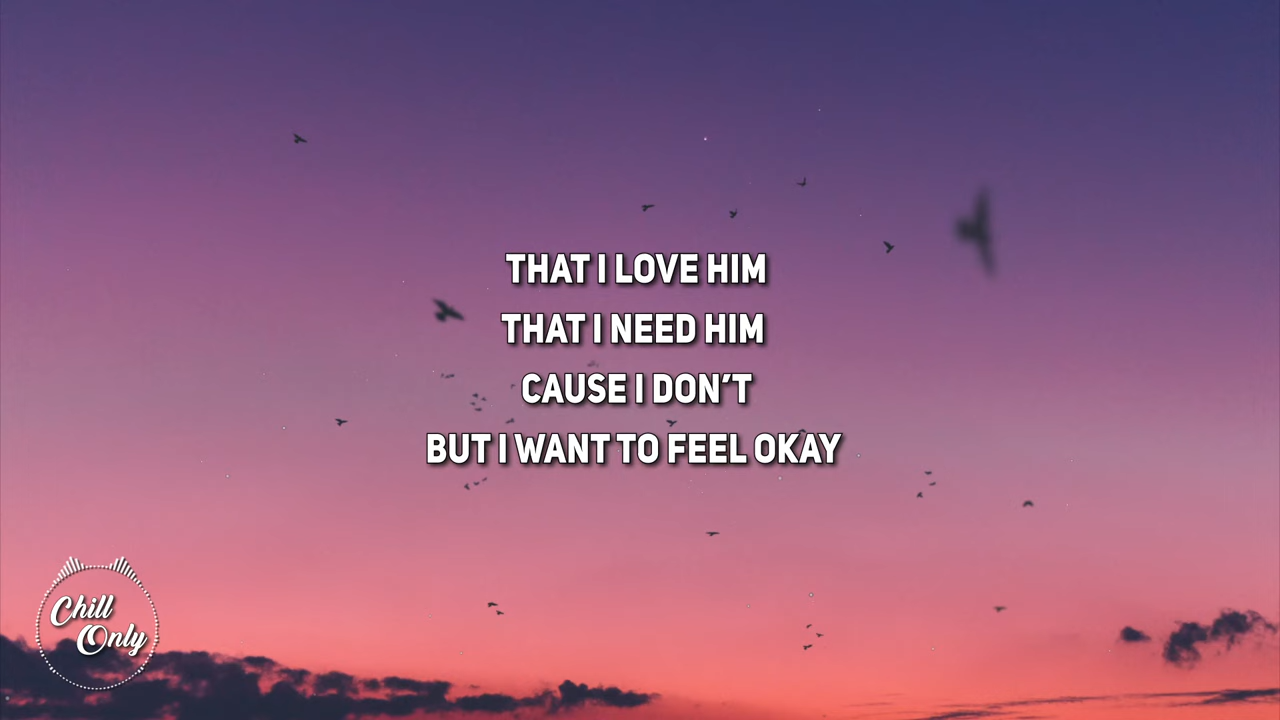 THAT I LOVE HIM
THAT I NEED HIM
CAUSE I DON’T
BUT I WANT TO FEEL OKAY
Chill
Only